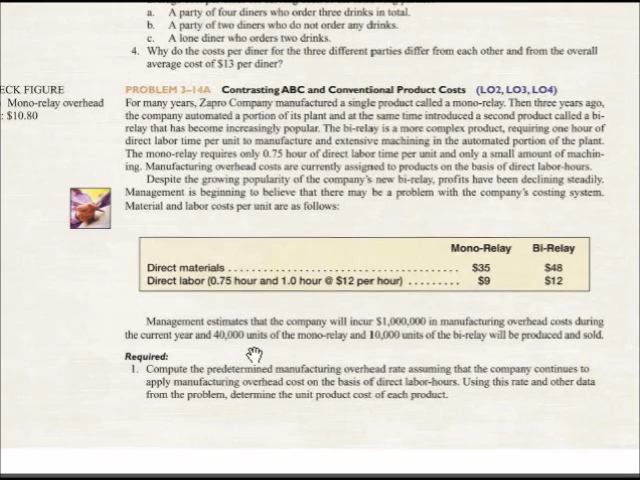 a. A party of four diners who order three drinks in total.
b. A party of two diners who do not order any drinks.
c. A lone diner who orders two drinks.
4. Why do the costs per diner for the three different parties differ from each other and from the overall
average cost of $13 per diner?
ECK FIGURE
Mono-relay overhead
: $10.80
PROBLEM 3–14A Contrasting ABC and Conventional Product Costs (LO2, LO3, LO4)
For many years, Zapro Company manufactured a single product called a mono-relay. Then three years ago,
the company automated a portion of its plant and at the same time introduced a second product called a bi-
relay that has become increasingly popular. The bi-relay is a more complex product, requiring one hour of
direct labor time per unit to manufacture and extensive machining in the automated portion of the plant.
The mono-relay requires only 0.75 hour of direct labor time per unit and only a small amount of machin-
ing. Manufacturing overhead costs are currently assigned to products on the basis of direct labor-hours.
Despite the growing popularity of the company's new bi-relay, profits have been declining steadily.
Management is beginning to believe that there may be a problem with the company's costing system.
Material and labor costs per unit are as follows:
Mono-Relay Bi-Relay
Direct materials . . . . . . . . . . . . . . . . . . . . . . . . . . . . . . . . . . . . . . $35 $48
Direct labor (0.75 hour and 1.0 hour @ $12 per hour) . . . . . . . . . $9 $12
Management estimates that the company will incur $1,000,000 in manufacturing overhead costs during
the current year and 40,000 units of the mono-relay and 10,000 units of the bi-relay will be produced and sold.
Required:
1. Compute the predetermined manufacturing overhead rate assuming that the company continues to
apply manufacturing overhead cost on the basis of direct labor-hours. Using this rate and other data
from the problem, determine the unit product cost of each product.